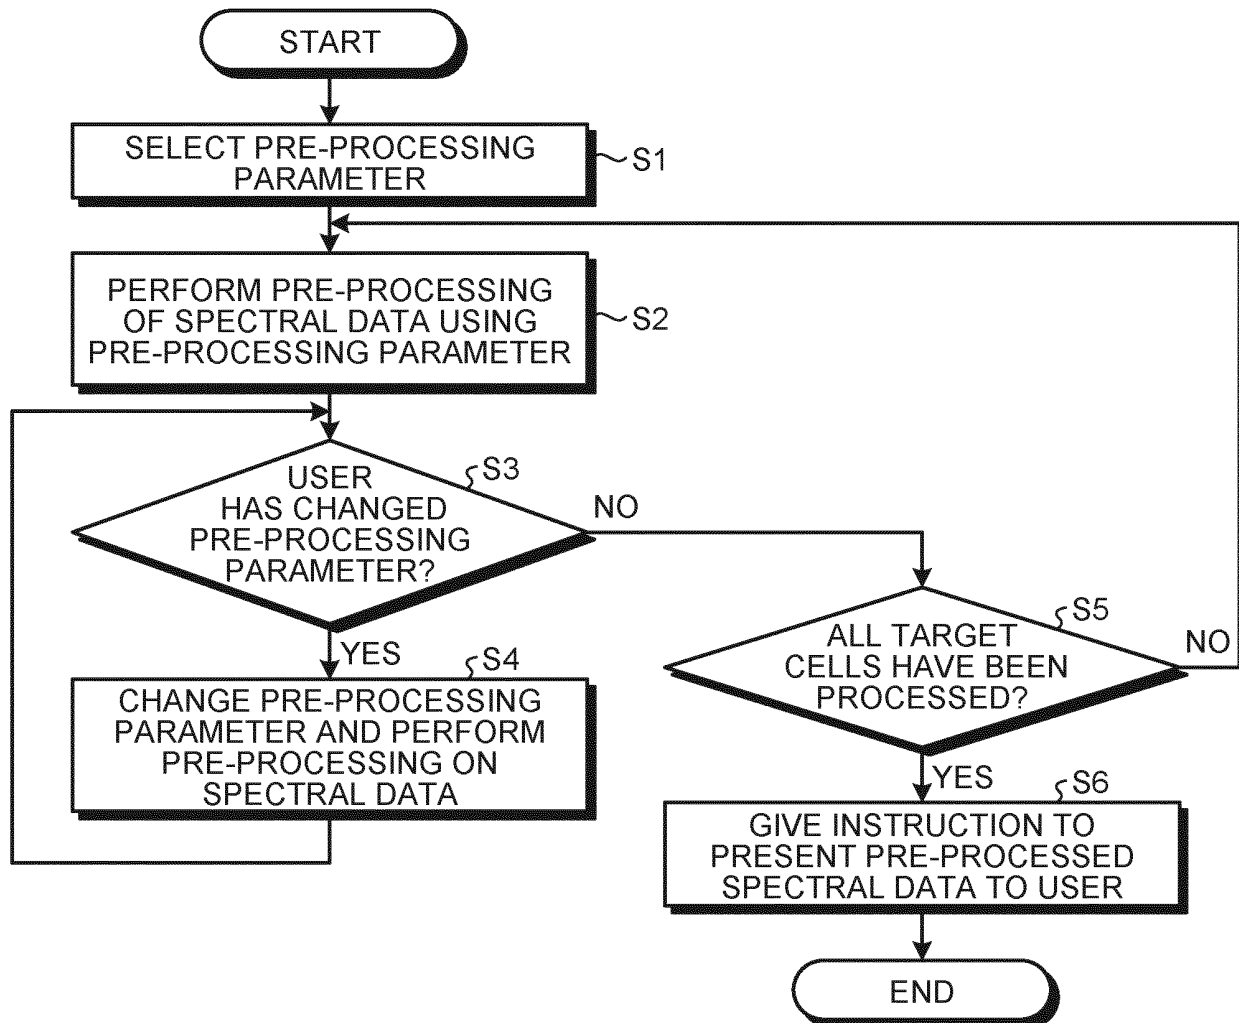 START
SELECT PRE-PROCESSING
PARAMETER
S1
PERFORM PRE-PROCESSING
OF SPECTRAL DATA USING
PRE-PROCESSING PARAMETER
S2
USER
HAS CHANGED
PRE-PROCESSING
PARAMETER?
S3
NO
YES
CHANGE PRE-PROCESSING
PARAMETER AND PERFORM
PRE-PROCESSING ON
SPECTRAL DATA
S4
ALL TARGET
CELLS HAVE BEEN
PROCESSED?
S5
NO
YES
GIVE INSTRUCTION TO
PRESENT PRE-PROCESSED
SPECTRAL DATA TO USER
S6
END